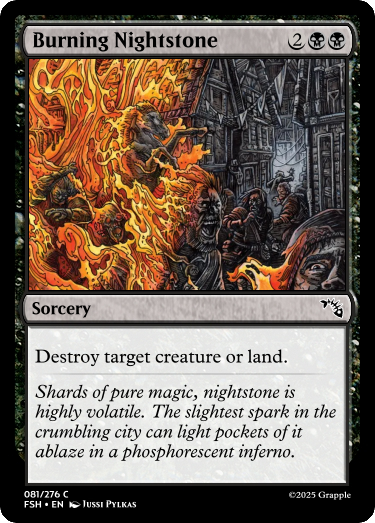 Burning Nightstone 2
Sorcery
Destroy target creature or land.
Shards of pure magic, nightstone is
highly volatile. The slightest spark in the
crumbling city can light pockets of it
ablaze in a phosphorescent inferno.
081/276 C
FSH • EN Jussi Pylkas
©2025 Grapple